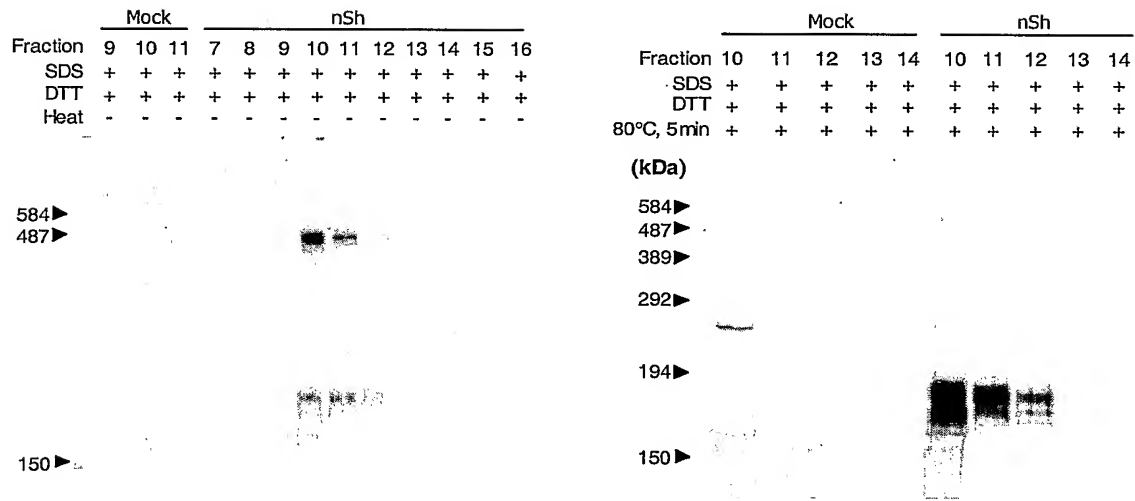 Mock nSh
Fraction 9 10 11 7 8 9 10 11 12 13 14 15 16
SDS + + + + + + + + + + + + +
DTT + + + + + + + + + + + + +
Heat - - - - - - - - - - - - -
584
487
150
Mock nSh
Fraction 10 11 12 13 14 10 11 12 13 14
SDS + + + + + + + + + +
DTT + + + + + + + + + +
80°C, 5min + + + + + + + + + +
(kDa)
584
487
389
292
194
150